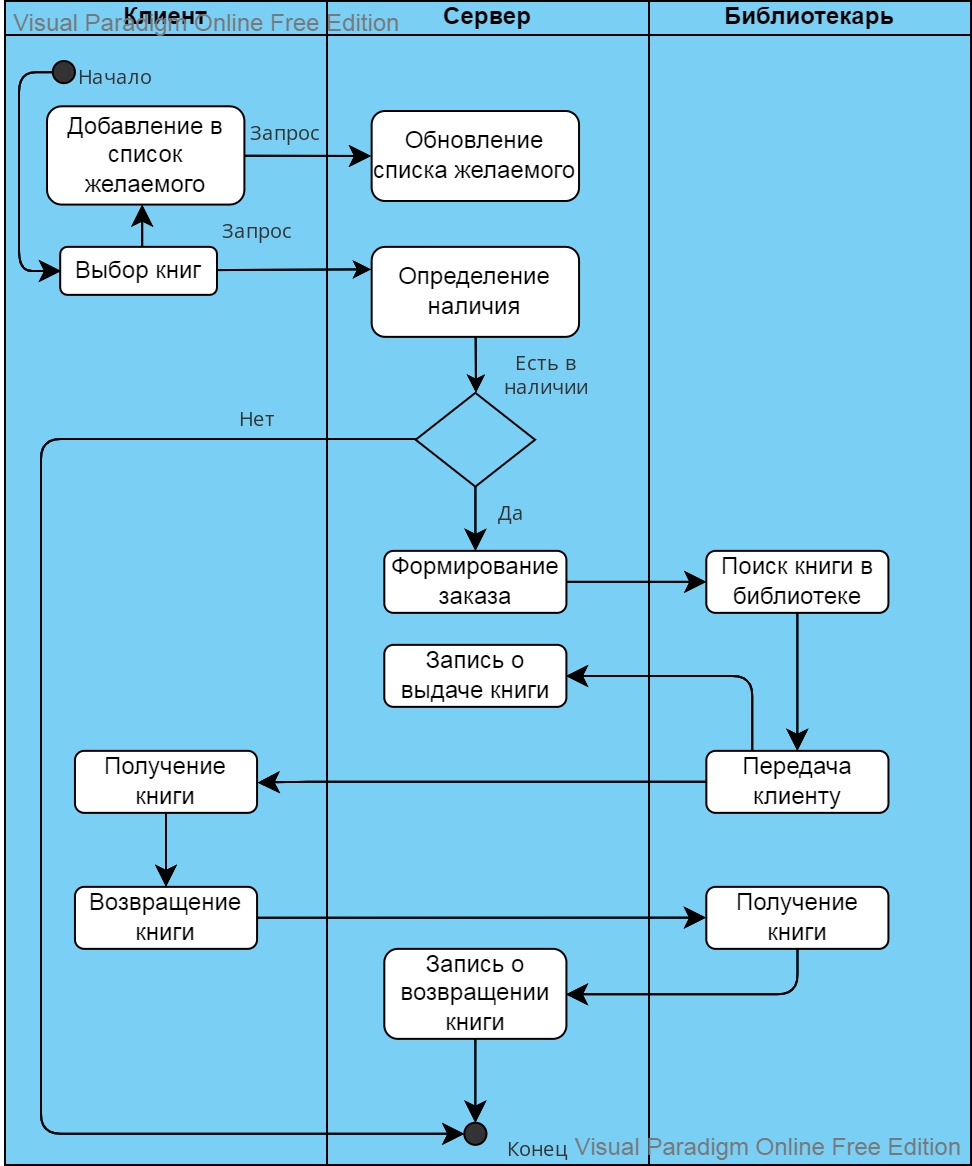 Клиент
Сервер
Библиотекарь
Visual Paradigm Online Free Edition
Начало
Добавление в
список
желаемого
Запрос
Обновление
списка желаемого
Запрос
Выбор книг
Определение
наличия
Есть в
наличии
Нет
Да
Формирование
заказа
Поиск книги в
библиотеке
Запись о
выдаче книги
Получение
книги
Передача
клиенту
Возвращение
книги
Получение
книги
Запись о
возвращении
книги
Конец
Visual Paradigm Online Free Edition